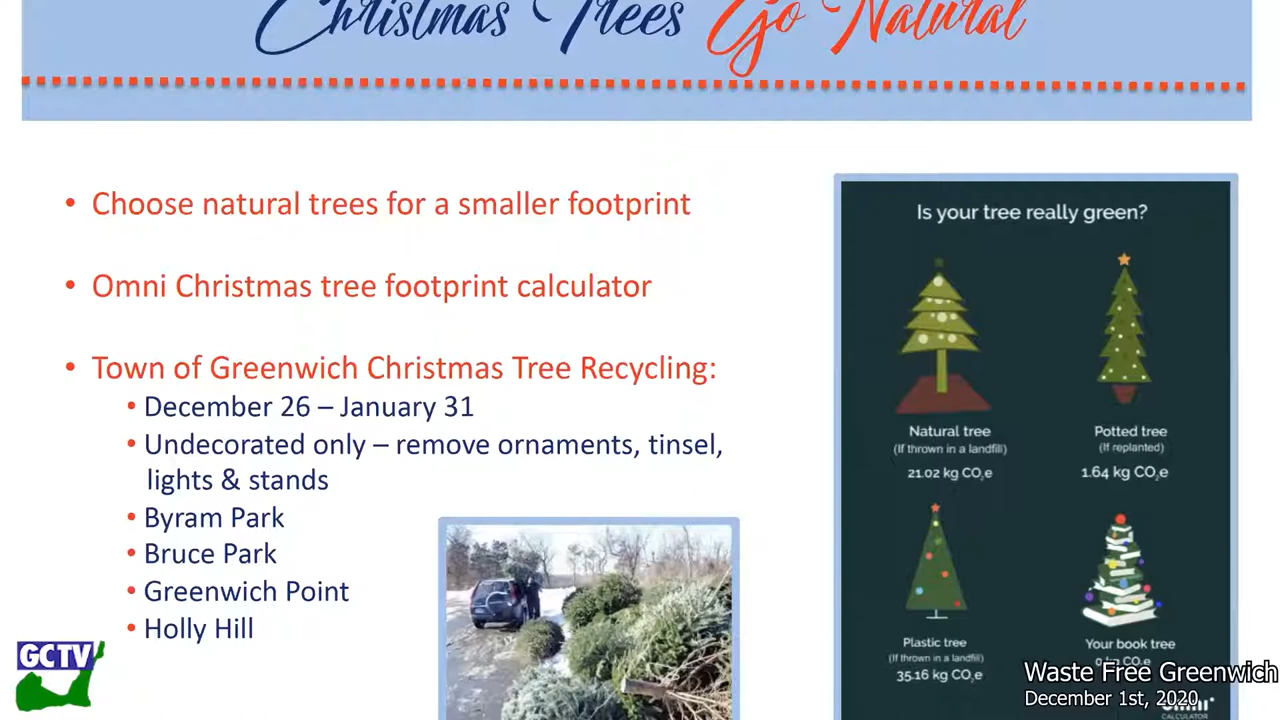 Christmas Trees Go Natural
• Choose natural trees for a smaller footprint
• Omni Christmas tree footprint calculator
• Town of Greenwich Christmas Tree Recycling:
• December 26 – January 31
• Undecorated only – remove ornaments, tinsel,
lights & stands
• Byram Park
• Bruce Park
• Greenwich Point
• Holly Hill
Is your tree really green?
Natural tree
(If thrown in a landfill)
21.02 kg CO₂e
Potted tree
(If replanted)
1.64 kg CO₂e
Plastic tree
(If thrown in a landfill)
35.16 kg CO₂e
Your book tree
CO₂e
CALCULATOR
GCTV
Waste Free Greenwich
December 1st, 2020